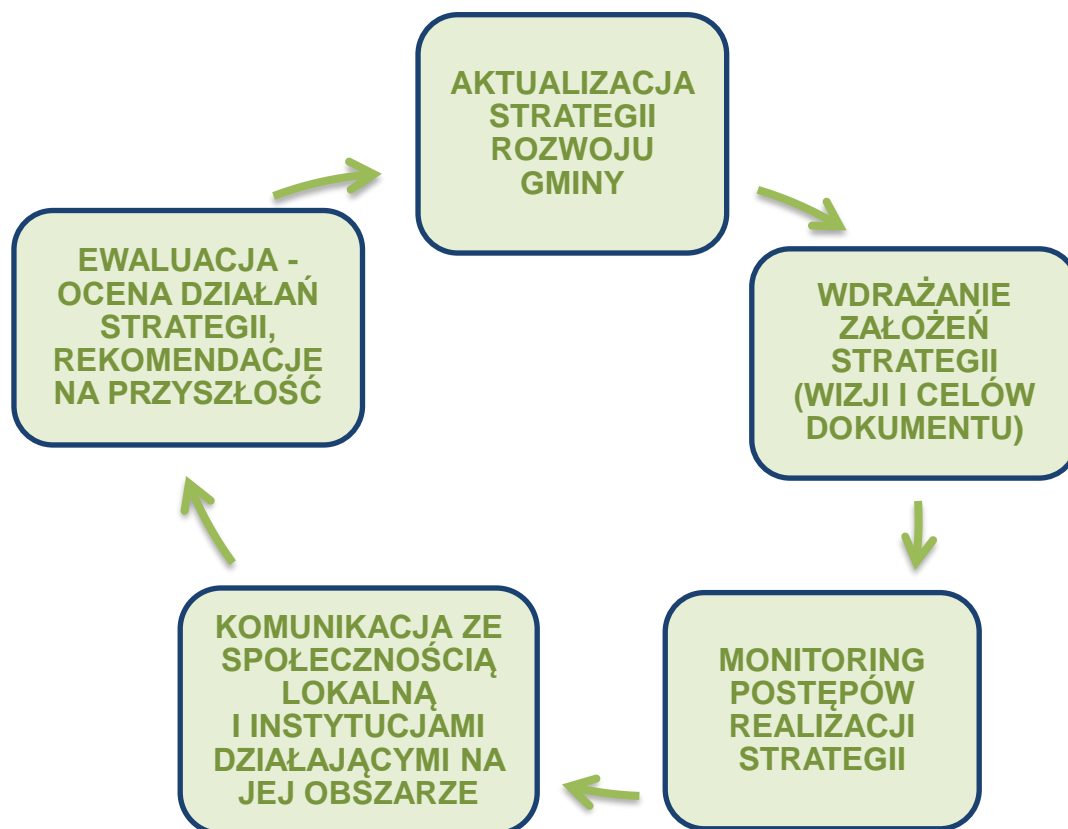 AKTUALIZACJA
STRATEGII
ROZWOJU
GMINY
WDRAŻANIE
ZAŁOŻEŃ
STRATEGII
(WIZJI I CELÓW
DOKUMENTU)
MONITORING
POSTĘPÓW
REALIZACJI
STRATEGII
KOMUNIKACJA ZE
SPOŁECZNOŚCIĄ
LOKALNĄ
I INSTYTUCJAMI
DZIAŁAJĄCYMI NA
JEJ OBSZARZE
EWALUACJA -
OCENA DZIAŁAŃ
STRATEGII,
REKOMENDACJE
NA PRZYSZŁOŚĆ